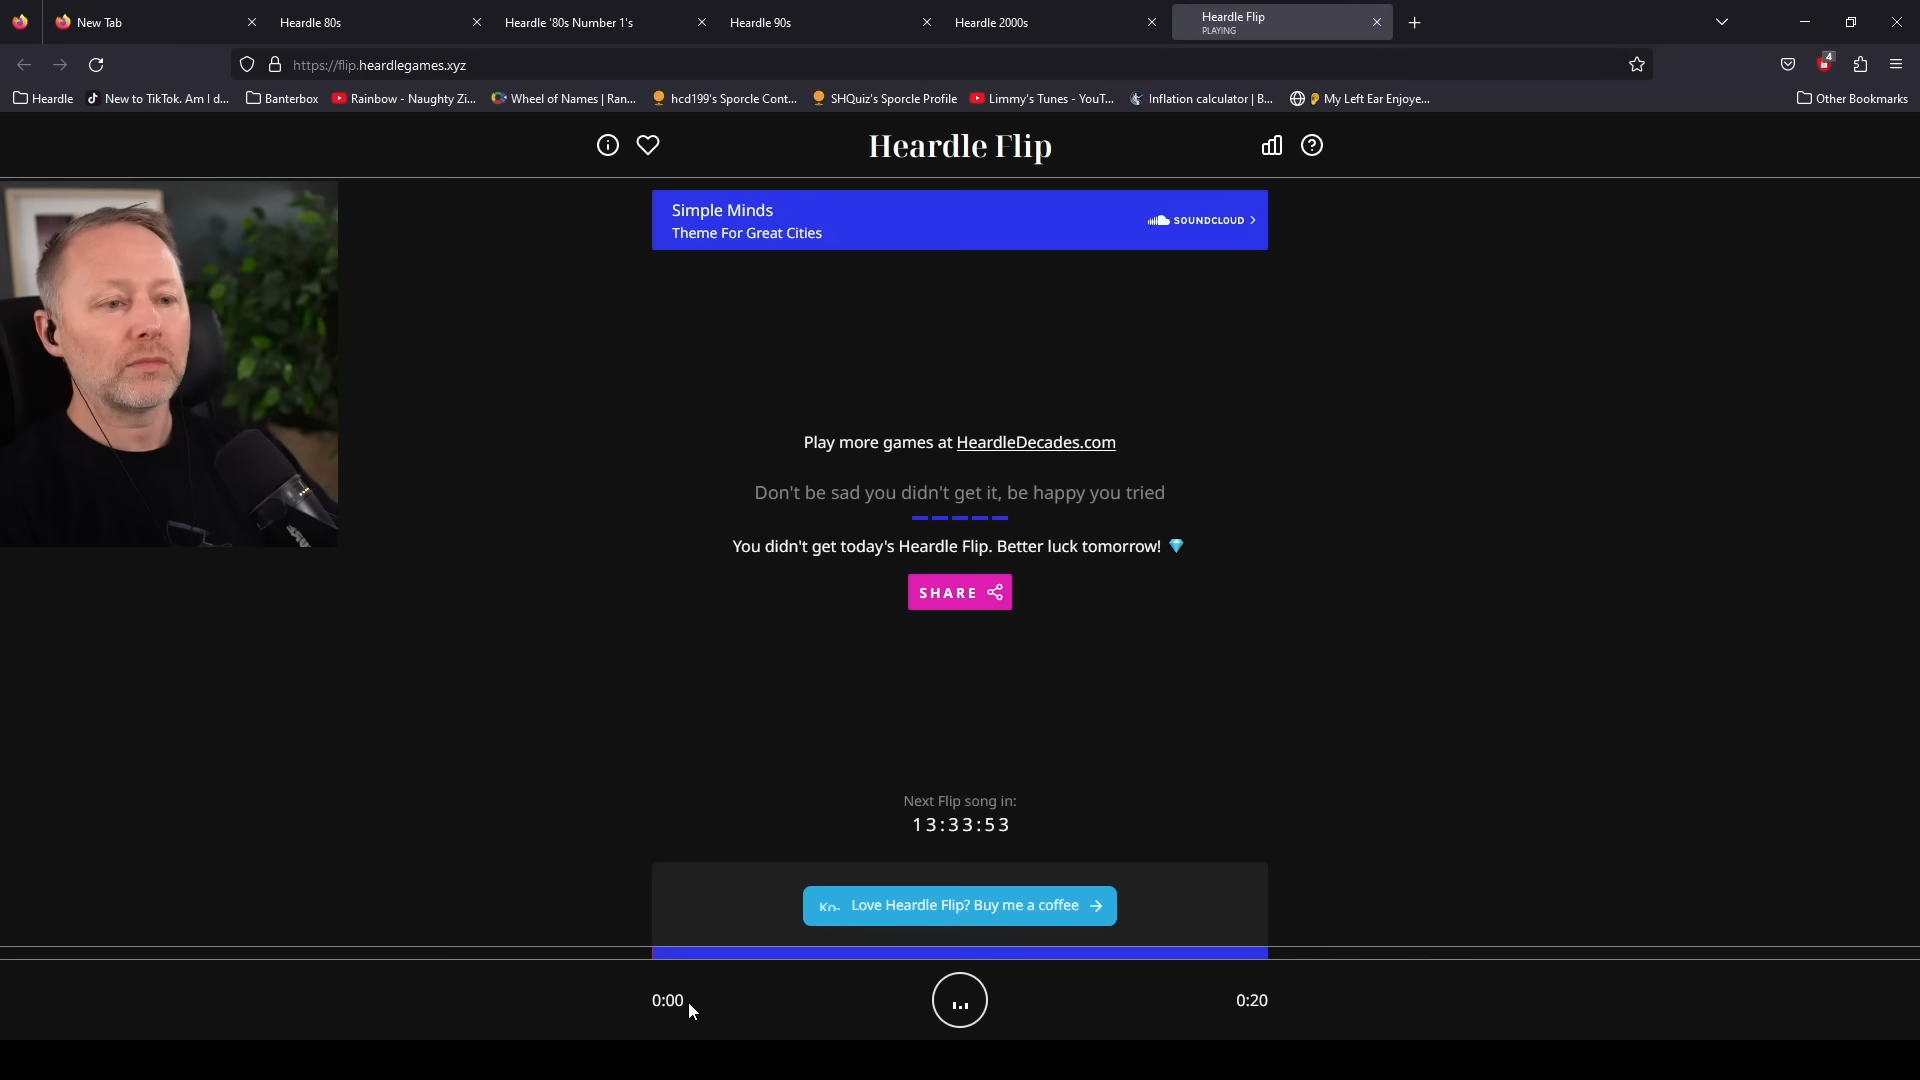 New Tab
Heardle 80s
Heardle '80s Number 1's
Heardle 90s
Heardle 2000s
Heardle Flip
PLAYING
https://flip.heardlegames.xyz
4
Heardle
New to TikTok. Am I d...
Banterbox
Rainbow - Naughty Zi...
Wheel of Names | Ran...
hcd199's Sporcle Cont...
SHQuiz's Sporcle Profile
Limmy's Tunes - YouT...
Inflation calculator | B...
My Left Ear Enjoye...
Other Bookmarks
Heardle Flip
Simple Minds
Theme For Great Cities
SOUNDCLOUD
Play more games at HeardleDecades.com
Don't be sad you didn't get it, be happy you tried
You didn't get today's Heardle Flip. Better luck tomorrow!
SHARE
Next Flip song in:
13:33:53
Ko-
Love Heardle Flip? Buy me a coffee
0:00
0:20